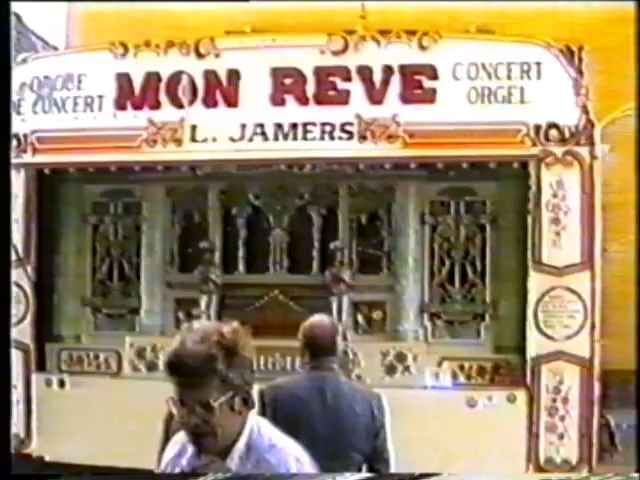 ORGUE
DE CONCERT
MON REVE
CONCERT
ORGEL
L. JAMERS